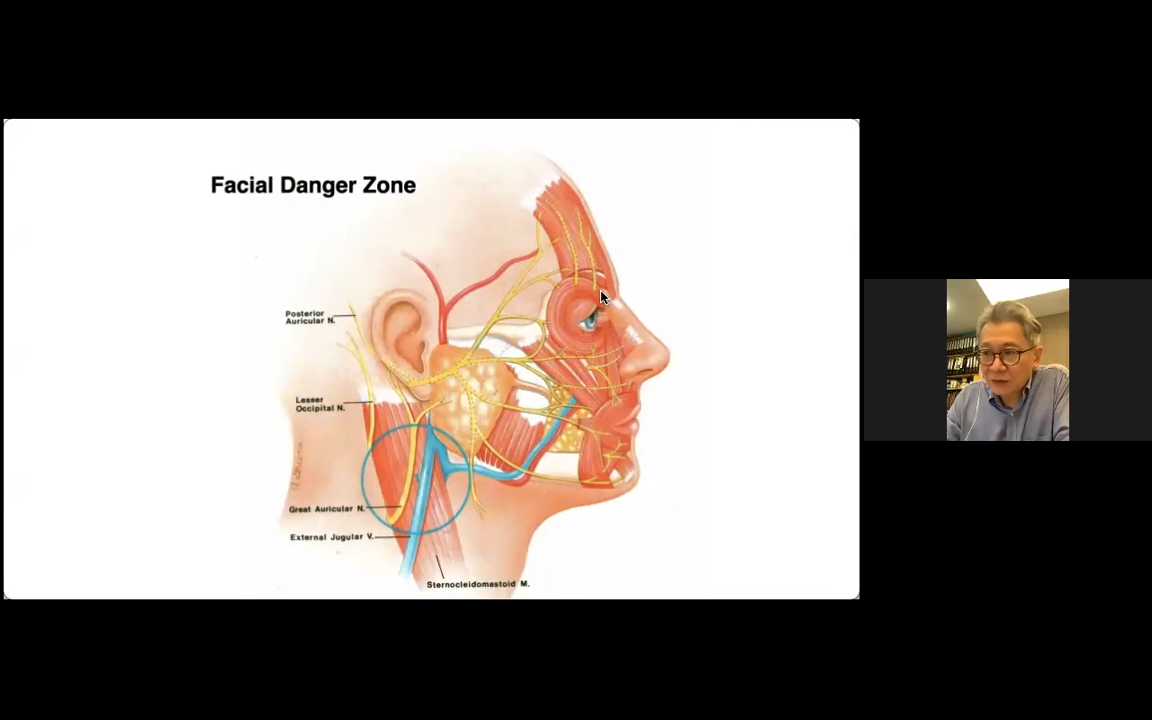 Facial Danger Zone
Posterior
Auricular N.
Lesser
Occipital N.
Great Auricular N.
External Jugular V.
Sternocleidomastoid M.